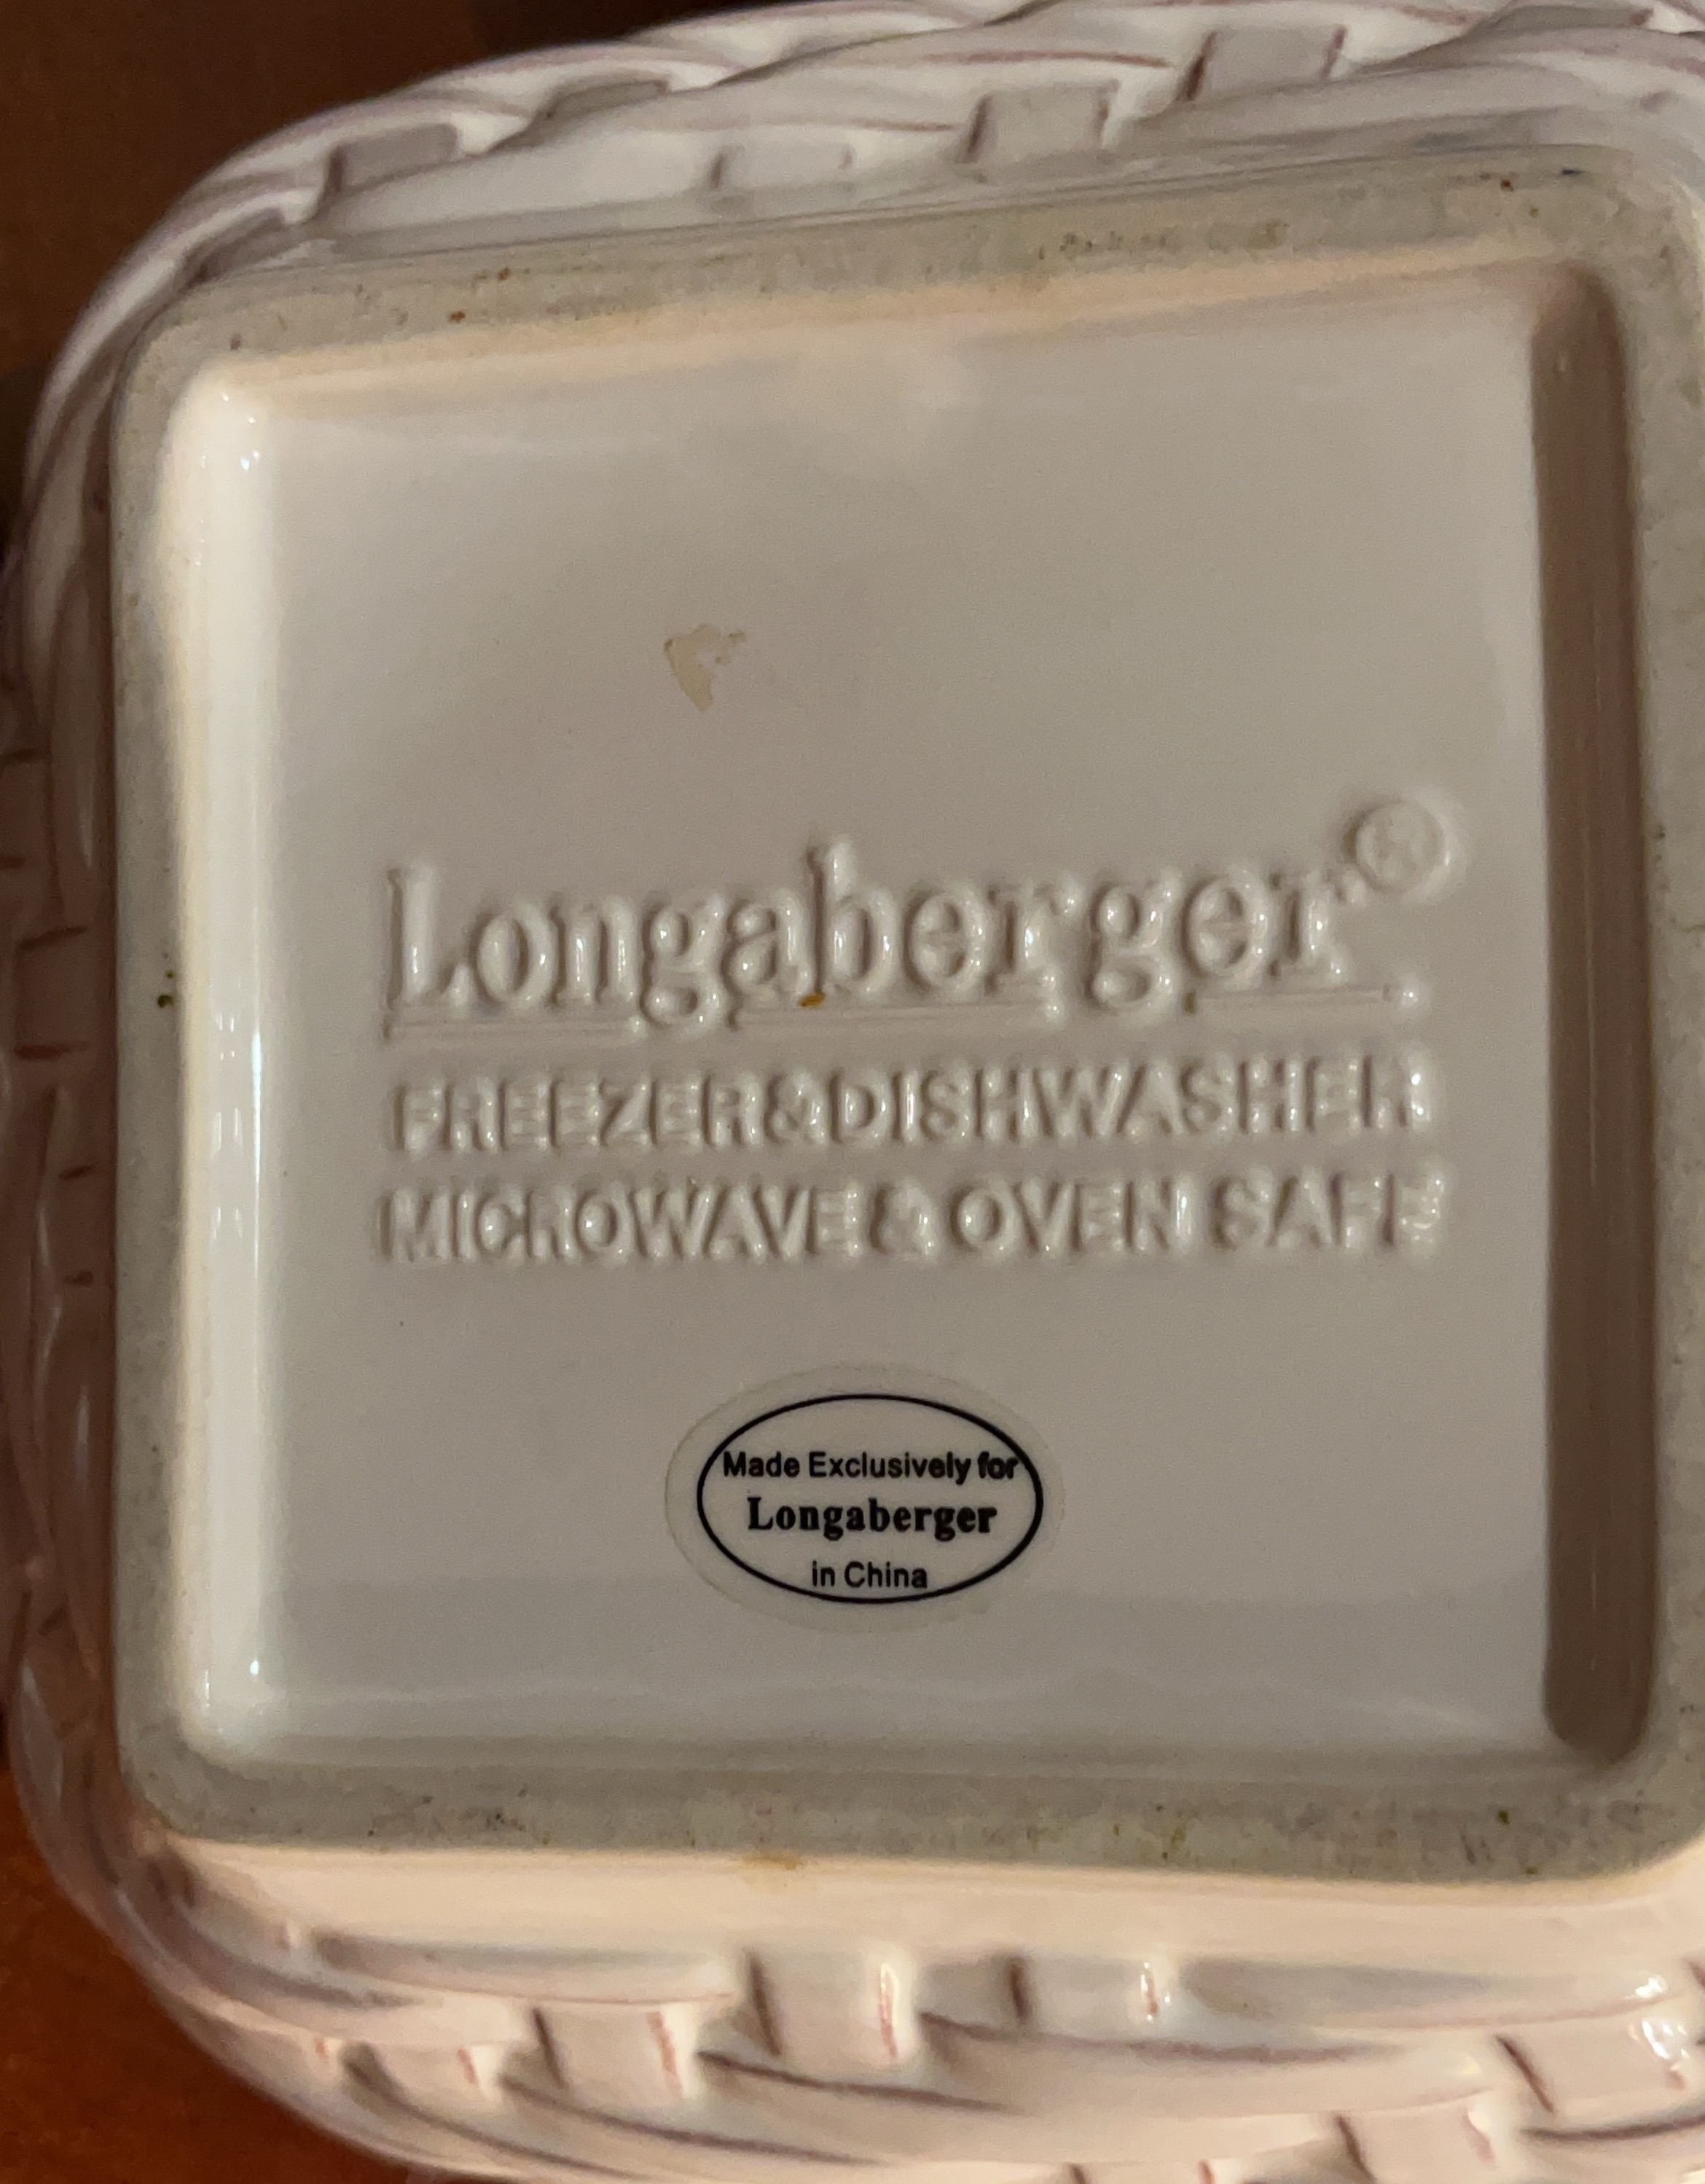 Longaberger®
FREEZER&DISHWASHER
MICROWAVE & OVEN SAFE
Made Exclusively for
Longaberger
in China